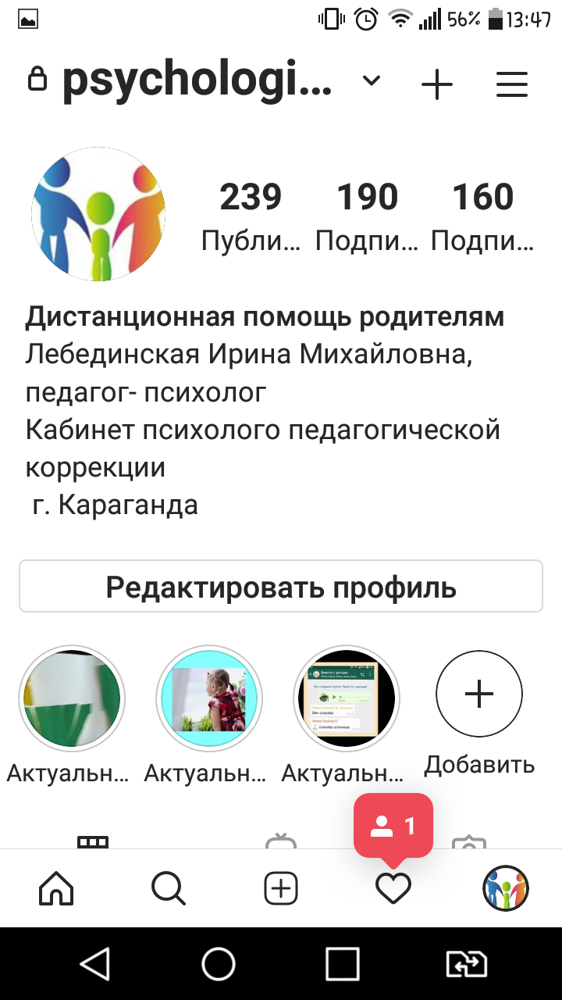 56% 13:47
psychologi...
239 190 160
Публи... Подпи... Подпи...
Дистанционная помощь родителям
Лебединская Ирина Михайловна,
педагог- психолог
Кабинет психолого педагогической
коррекции
г. Караганда
Редактировать профиль
Актуальн... Актуальн... Актуальн... Добавить
1